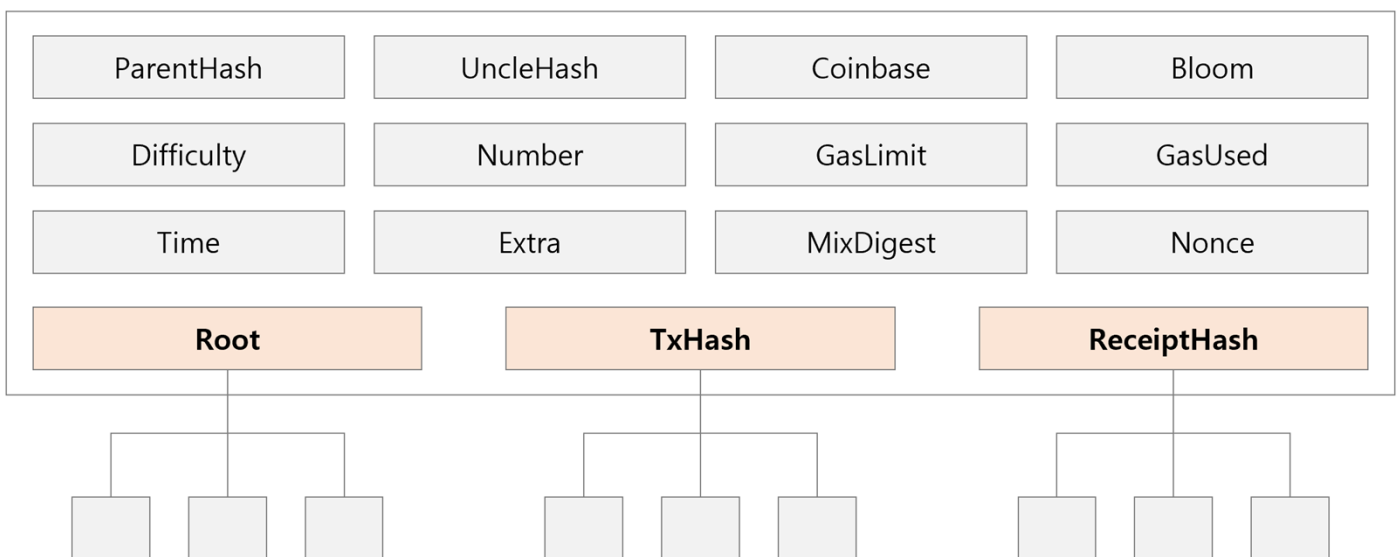 ParentHash
UncleHash
Coinbase
Bloom
Difficulty
Number
GasLimit
GasUsed
Time
Extra
MixDigest
Nonce
Root
TxHash
ReceiptHash